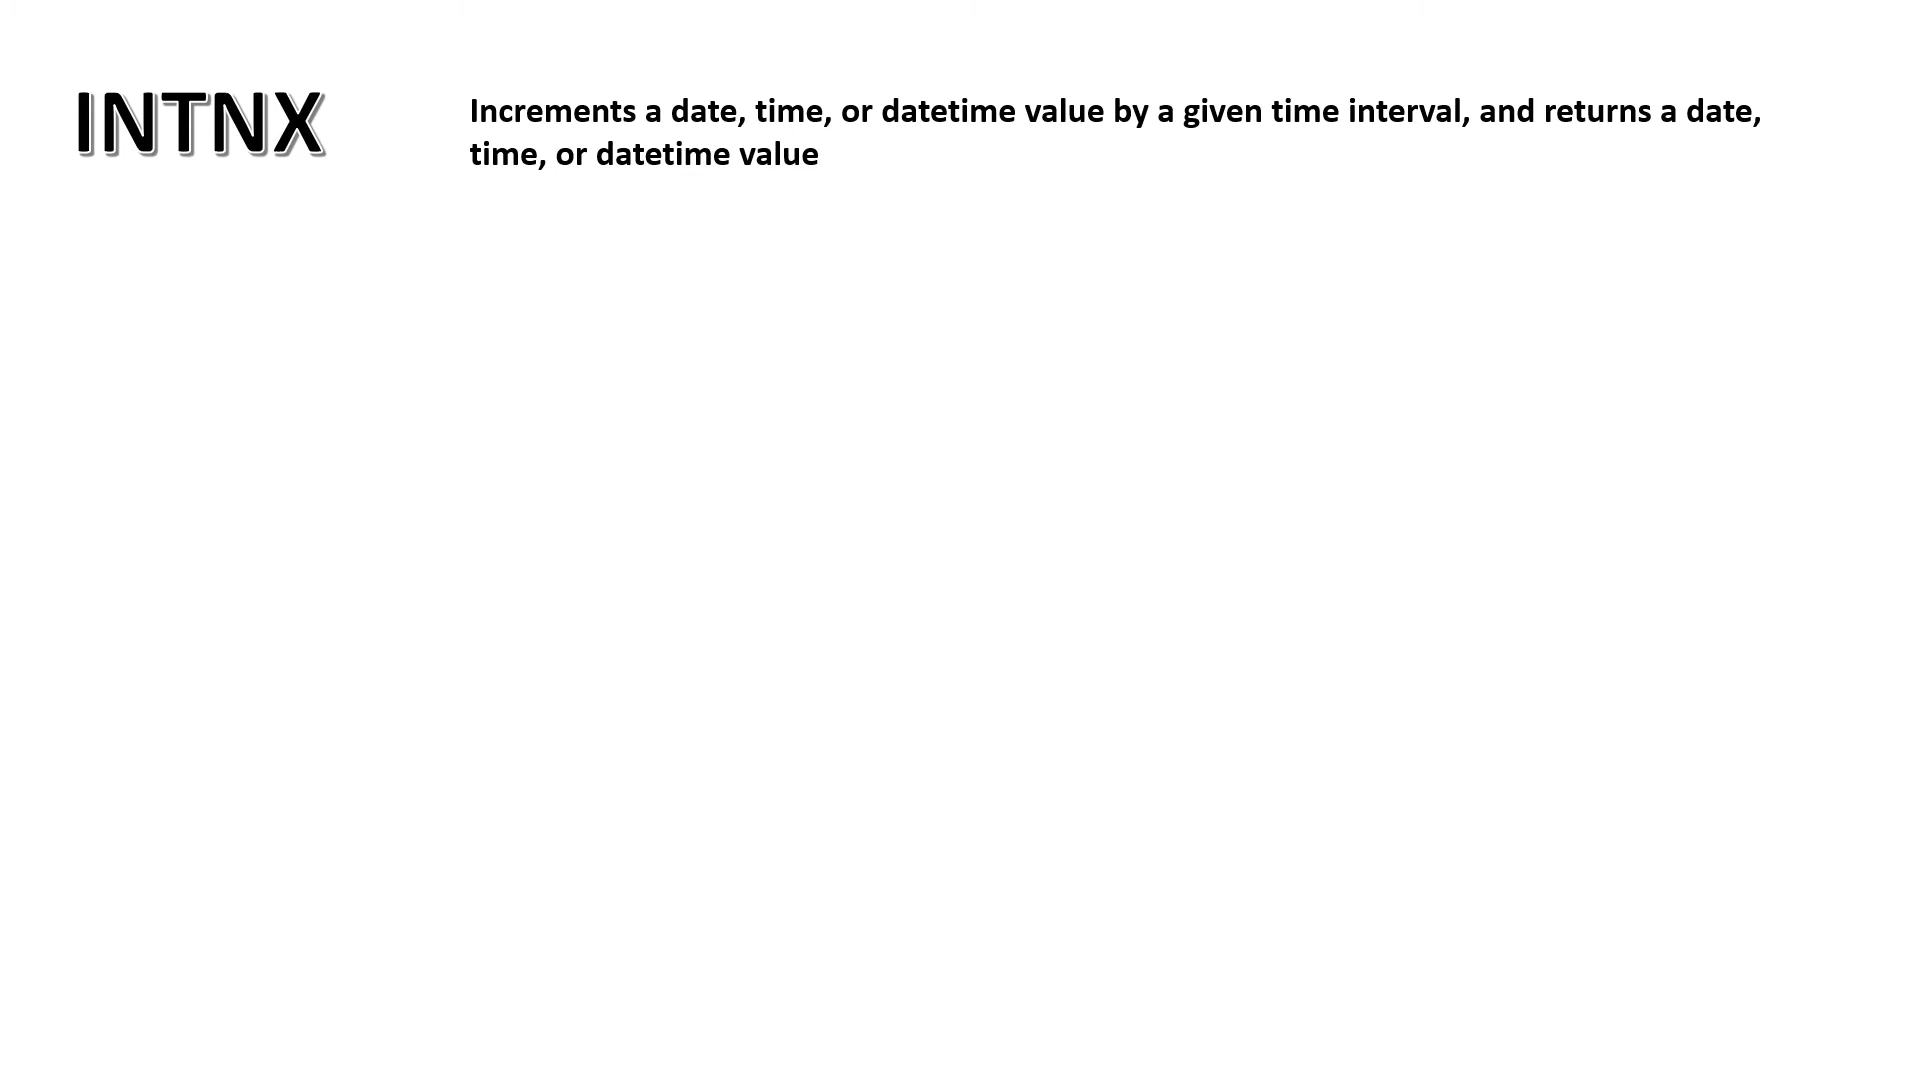 INTNX
Increments a date, time, or datetime value by a given time interval, and returns a date,
time, or datetime value